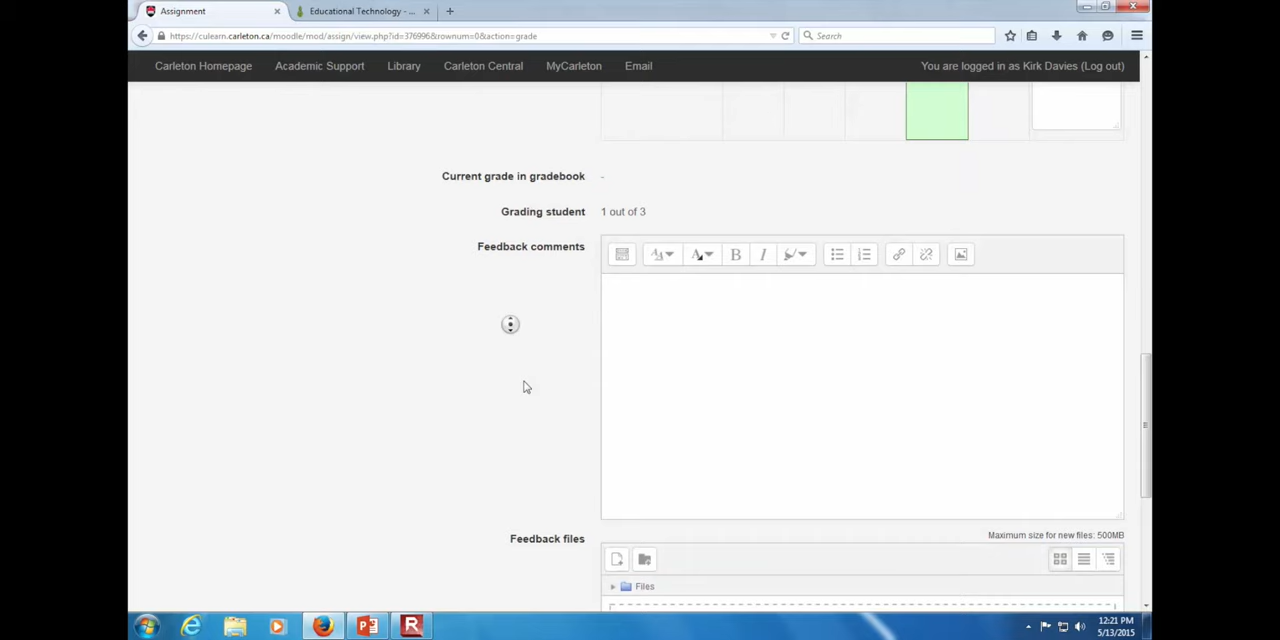 Assignment
Educational Technology - ...
https://culearn.carleton.ca/moodle/mod/assign/view.php?id=376996&rownum=0&action=grade
Search
Carleton Homepage
Academic Support
Library
Carleton Central
MyCarleton
Email
You are logged in as Kirk Davies (Log out)
Current grade in gradebook -
Grading student 1 out of 3
Feedback comments
Maximum size for new files: 500MB
Feedback files
Files
12:21 PM
5/13/2015